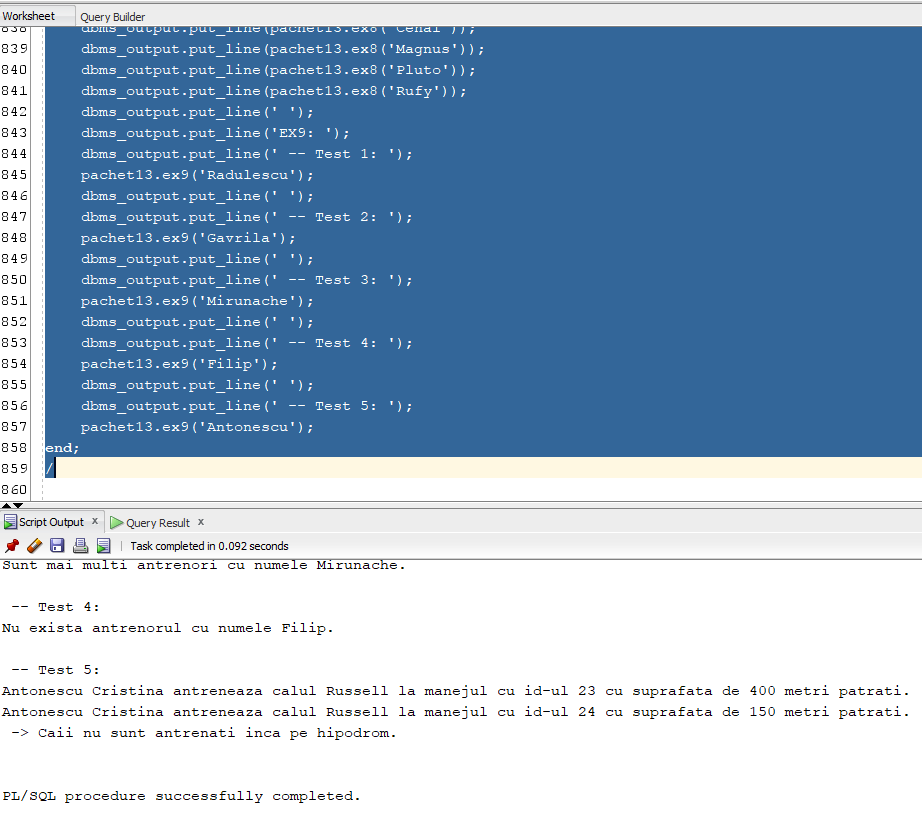 Worksheet Query Builder
838 dbms_output.put_line(pachet13.ex8('Cehai'));
839 dbms_output.put_line(pachet13.ex8('Magnus'));
840 dbms_output.put_line(pachet13.ex8('Pluto'));
841 dbms_output.put_line(pachet13.ex8('Rufy'));
842 dbms_output.put_line(' ');
843 dbms_output.put_line('EX9: ');
844 dbms_output.put_line(' -- Test 1: ');
845 pachet13.ex9('Radulescu');
846 dbms_output.put_line(' ');
847 dbms_output.put_line(' -- Test 2: ');
848 pachet13.ex9('Gavrila');
849 dbms_output.put_line(' ');
850 dbms_output.put_line(' -- Test 3: ');
851 pachet13.ex9('Mirunache');
852 dbms_output.put_line(' ');
853 dbms_output.put_line(' -- Test 4: ');
854 pachet13.ex9('Filip');
855 dbms_output.put_line(' ');
856 dbms_output.put_line(' -- Test 5: ');
857 pachet13.ex9('Antonescu');
858 end;
859 /
860
Script Output x Query Result x
Task completed in 0.092 seconds
Sunt mai multi antrenori cu numele Mirunache.
-- Test 4:
Nu exista antrenorul cu numele Filip.
-- Test 5:
Antonescu Cristina antreneaza calul Russell la manejul cu id-ul 23 cu suprafata de 400 metri patrati.
Antonescu Cristina antreneaza calul Russell la manejul cu id-ul 24 cu suprafata de 150 metri patrati.
-> Caii nu sunt antrenati inca pe hipodrom.
PL/SQL procedure successfully completed.